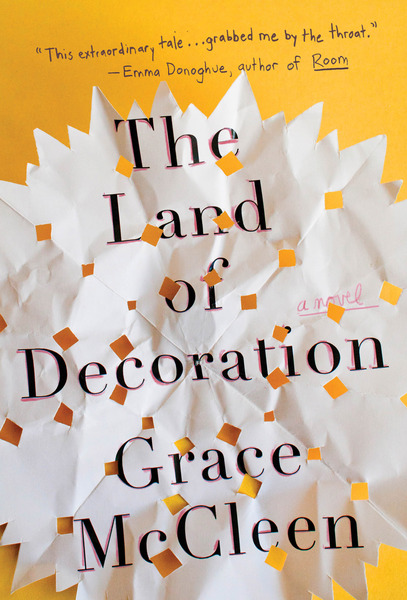 “This extraordinary tale...grabbed me by the throat.”
—Emma Donoghue, author of Room
The
Land
of
Decoration
a novel
Grace
McCleen